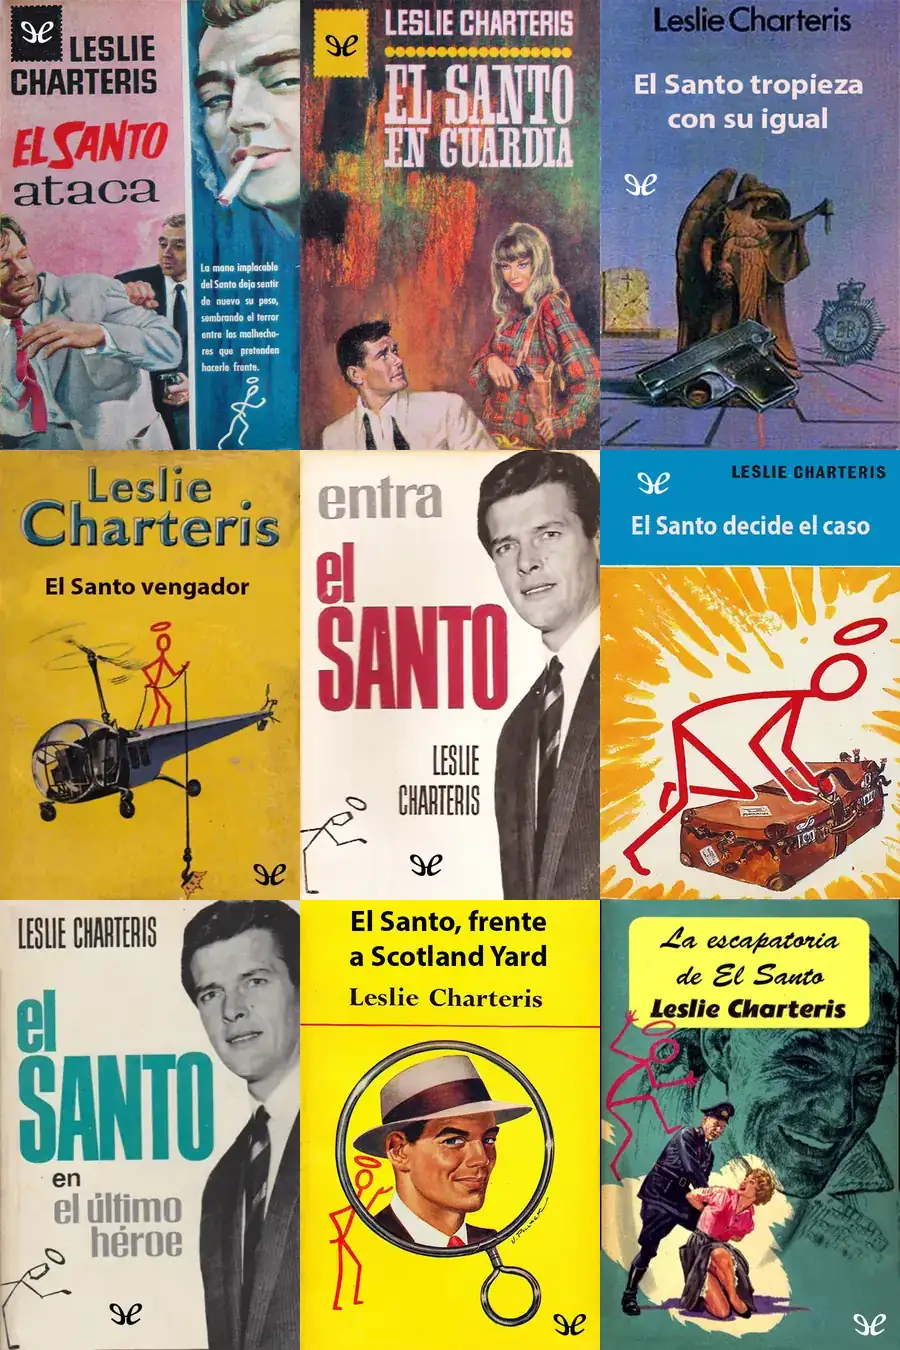 LESLIE
CHARTERIS
EL SANTO
ataca
La mano implacable
del Santo deja sentir
de nuevo su peso,
sembrando el terror
entre los malhecho-
res que pretenden
hacerle frente.
LESLIE CHARTERIS
EL SANTO
EN GUARDIA
Leslie Charteris
El Santo tropieza
con su igual
Leslie
Charteris
El Santo vengador
entra
el
SANTO
LESLIE
CHARTERIS
LESLIE CHARTERIS
El Santo decide el caso
LESLIE CHARTERIS
el
SANTO
en
el último
héroe
El Santo, frente
a Scotland Yard
Leslie Charteris
La escapatoria
de El Santo
Leslie Charteris